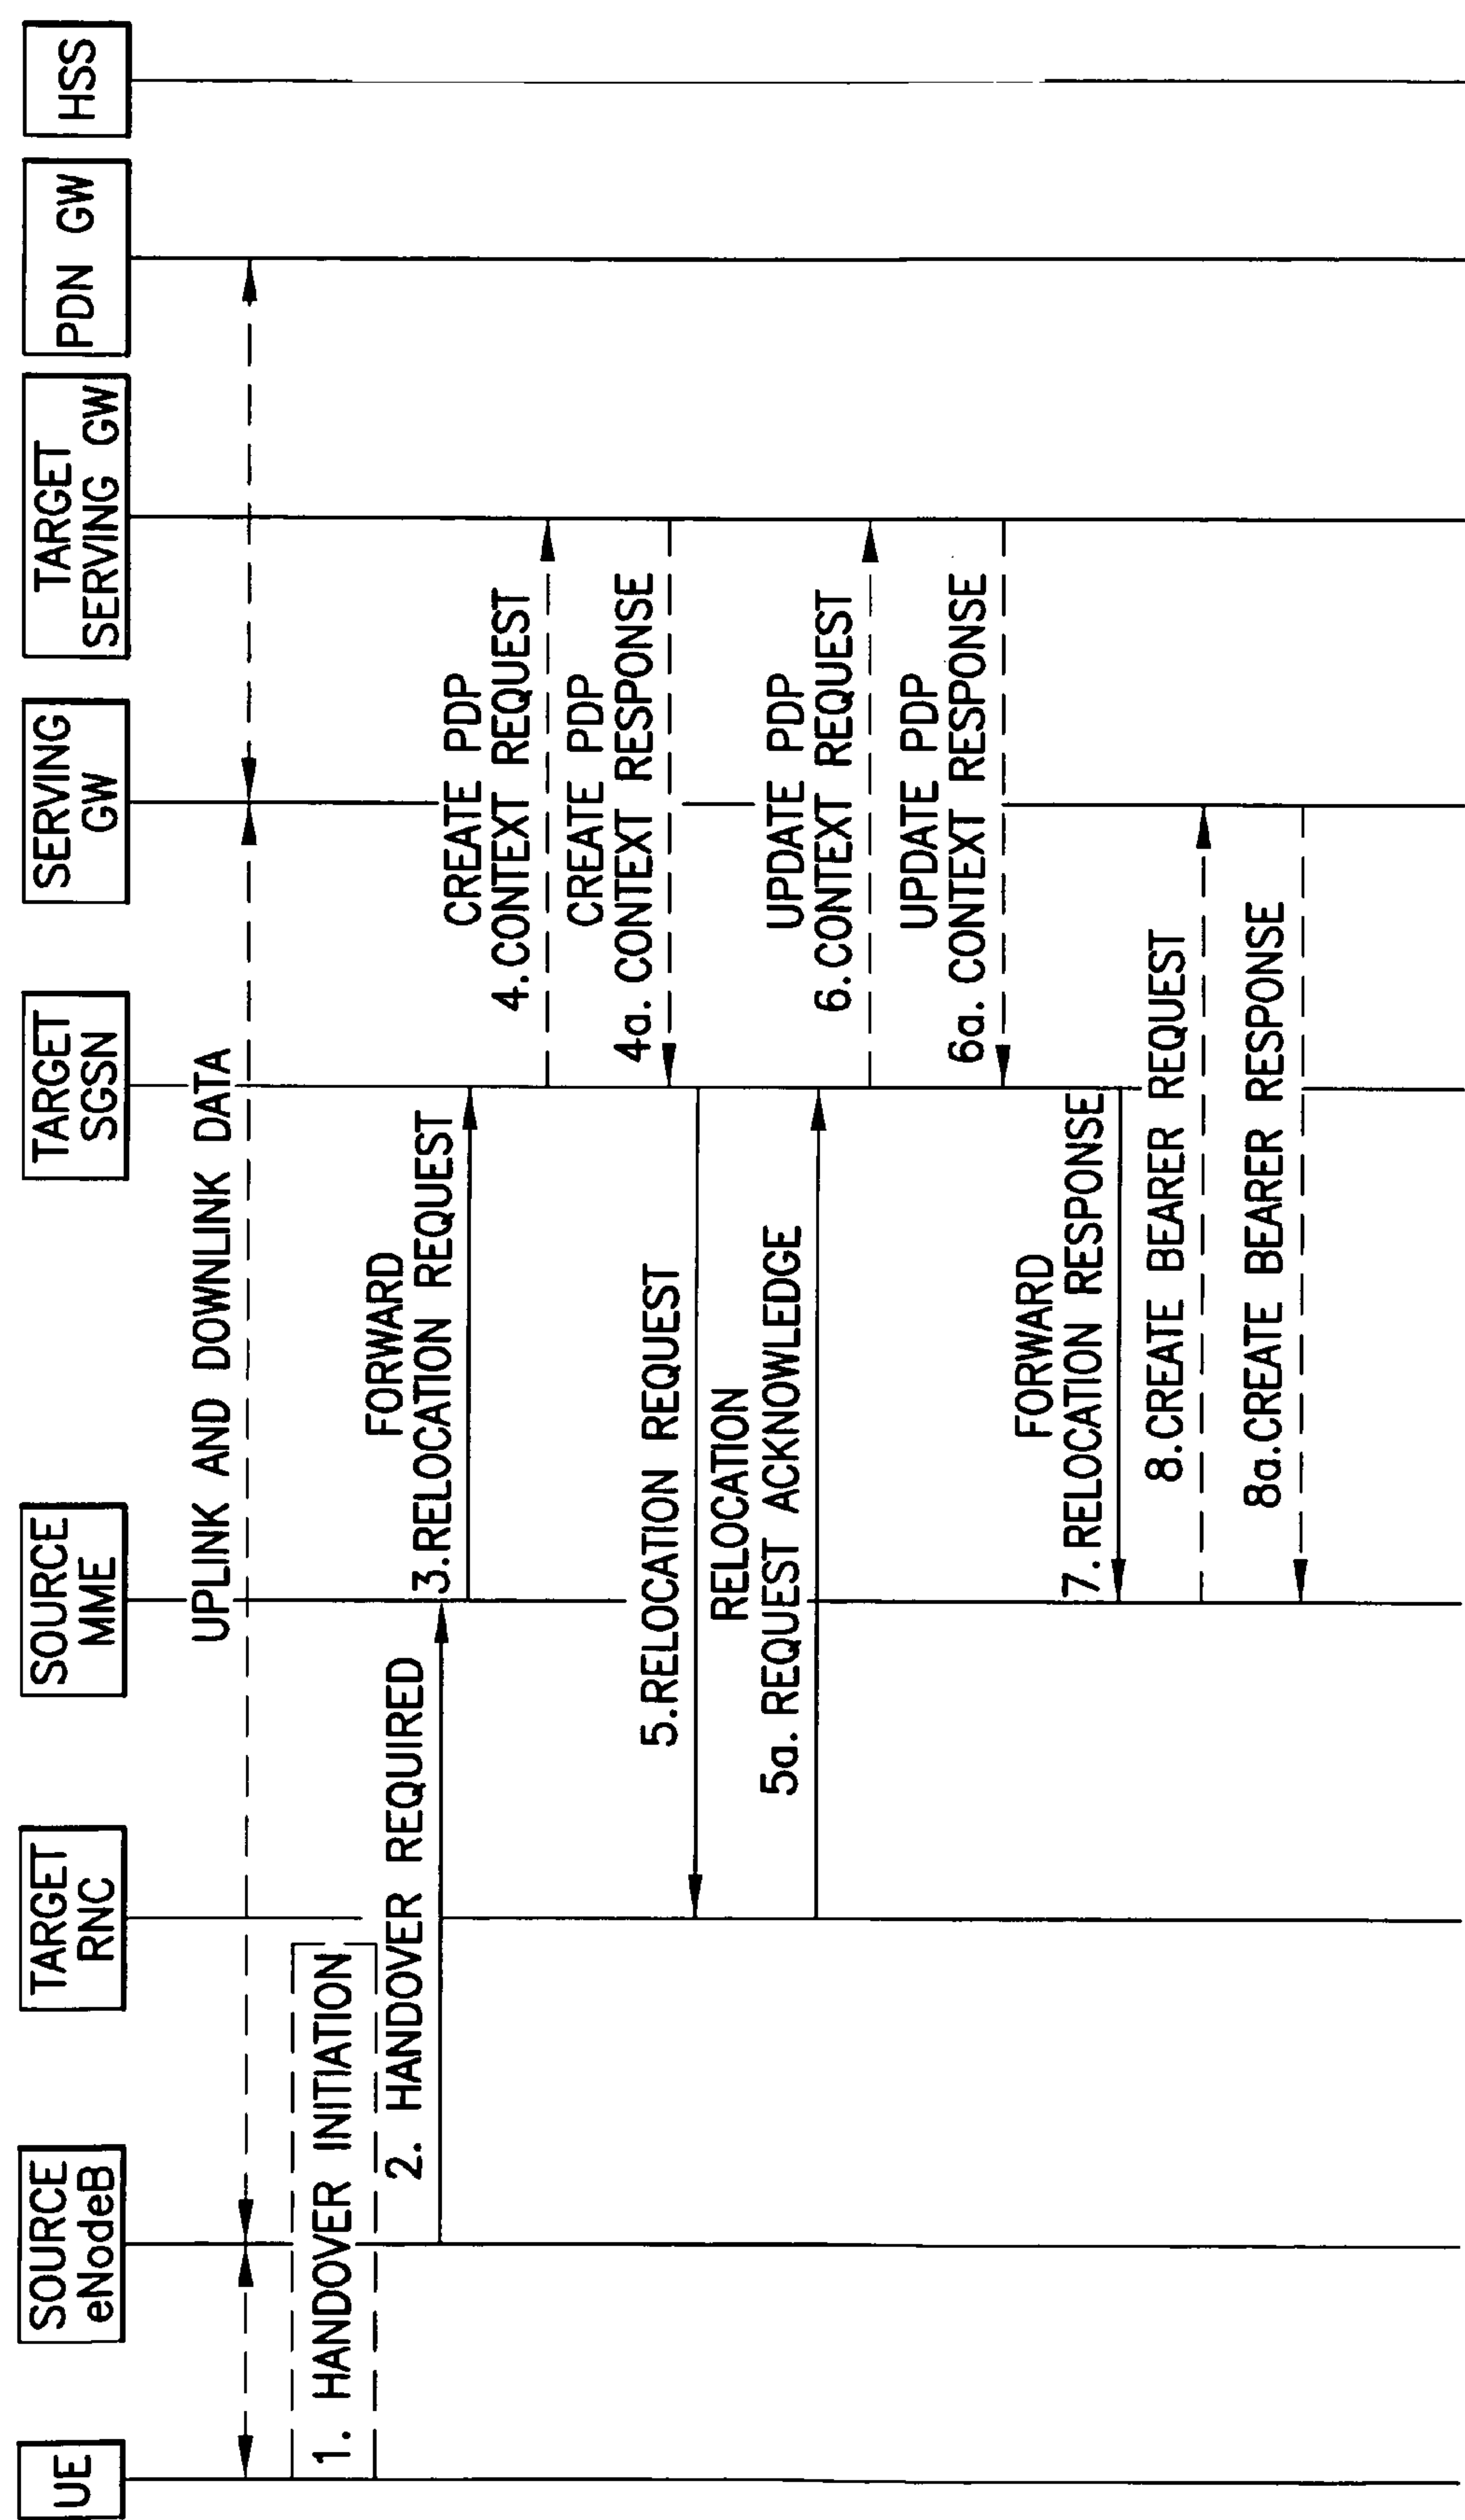 UE
SOURCE
eNodeB
TARGET
RNC
SOURCE
MME
TARGET
SGSN
SERVING
GW
TARGET
SERVING GW
PDN GW
HSS
UPLINK AND DOWNLINK DATA
1. HANDOVER INITIATION
2. HANDOVER REQUIRED
FORWARD
3.RELOCATION REQUEST
CREATE PDP
4.CONTEXT REQUEST
CREATE PDP
4a. CONTEXT RESPONSE
5.RELOCATION REQUEST
RELOCATION
5a. REQUEST ACKNOWLEDGE
UPDATE PDP
6.CONTEXT REQUEST
UPDATE PDP
6a. CONTEXT RESPONSE
FORWARD
7. RELOCATION RESPONSE
8.CREATE BEARER REQUEST
8a.CREATE BEARER RESPONSE